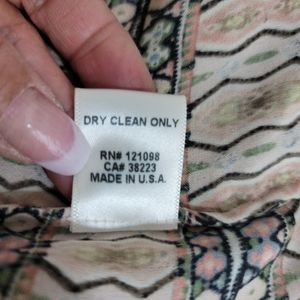 DRY CLEAN ONLY
RN# 121098
CA# 38223
MADE IN U.S.A.